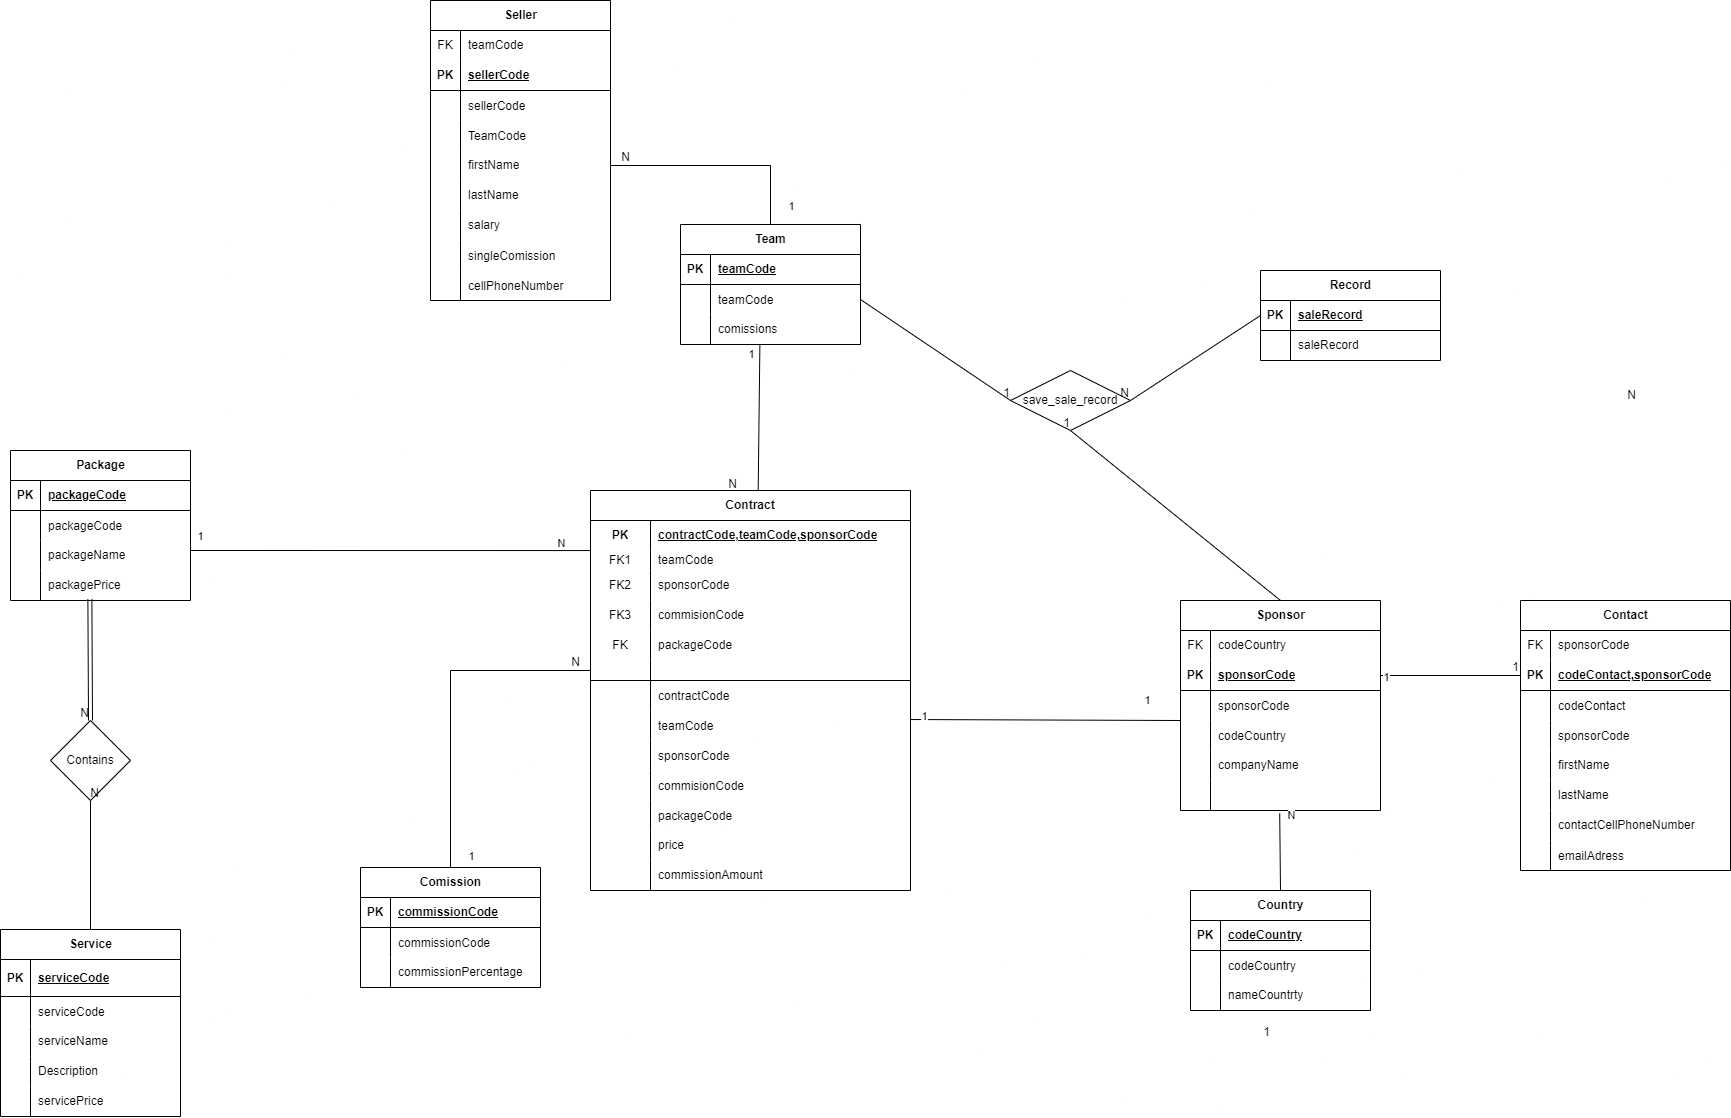 Seller
FK teamCode
PK sellerCode
sellerCode
TeamCode
firstName
lastName
salary
singleComission
cellPhoneNumber
N
1
Team
PK teamCode
teamCode
comissions
1
Record
PK saleRecord
saleRecord
1
save_sale_record
N
1
N
Package
PK packageCode
packageCode
packageName
packagePrice
1
N
N
Contract
PK contractCode,teamCode,sponsorCode
FK1 teamCode
FK2 sponsorCode
FK3 commisionCode
FK packageCode
contractCode
teamCode
sponsorCode
commisionCode
packageCode
price
commissionAmount
N
1
1
1
Sponsor
FK codeCountry
PK sponsorCode
sponsorCode
codeCountry
companyName
1
1
N
Contact
FK sponsorCode
PK codeContact,sponsorCode
codeContact
sponsorCode
firstName
lastName
contactCellPhoneNumber
emailAdress
N
Contains
N
Comission
PK commissionCode
commissionCode
commissionPercentage
Country
PK codeCountry
codeCountry
nameCountrty
1
Service
PK serviceCode
serviceCode
serviceName
Description
servicePrice